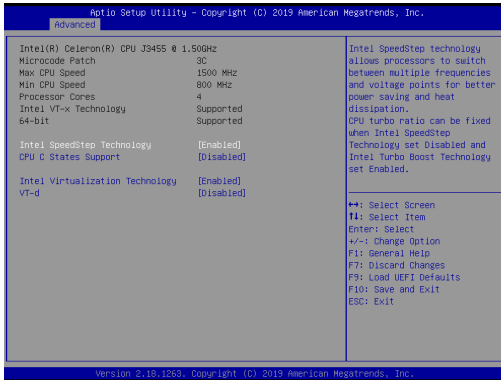 Aptio Setup Utility – Copyright (C) 2019 American Megatrends, Inc.
Advanced
Intel(R) Celeron(R) CPU J3455 @ 1.50GHz
Microcode Patch 3C
Max CPU Speed 1500 MHz
Min CPU Speed 800 MHz
Processor Cores 4
Intel VT-x Technology Supported
64-bit Supported
Intel SpeedStep Technology [Enabled]
CPU C States Support [Disabled]
Intel Virtualization Technology [Enabled]
VT-d [Disabled]
Intel SpeedStep technology
allows processors to switch
between multiple frequencies
and voltage points for better
power saving and heat
dissipation.
CPU turbo ratio can be fixed
when Intel SpeedStep
Technology set Disabled and
Intel Turbo Boost Technology
set Enabled.
↔: Select Screen
↑↓: Select Item
Enter: Select
+/-: Change Option
F1: General Help
F7: Discard Changes
F9: Load UEFI Defaults
F10: Save and Exit
ESC: Exit
Version 2.18.1263. Copyright (C) 2019 American Megatrends, Inc.